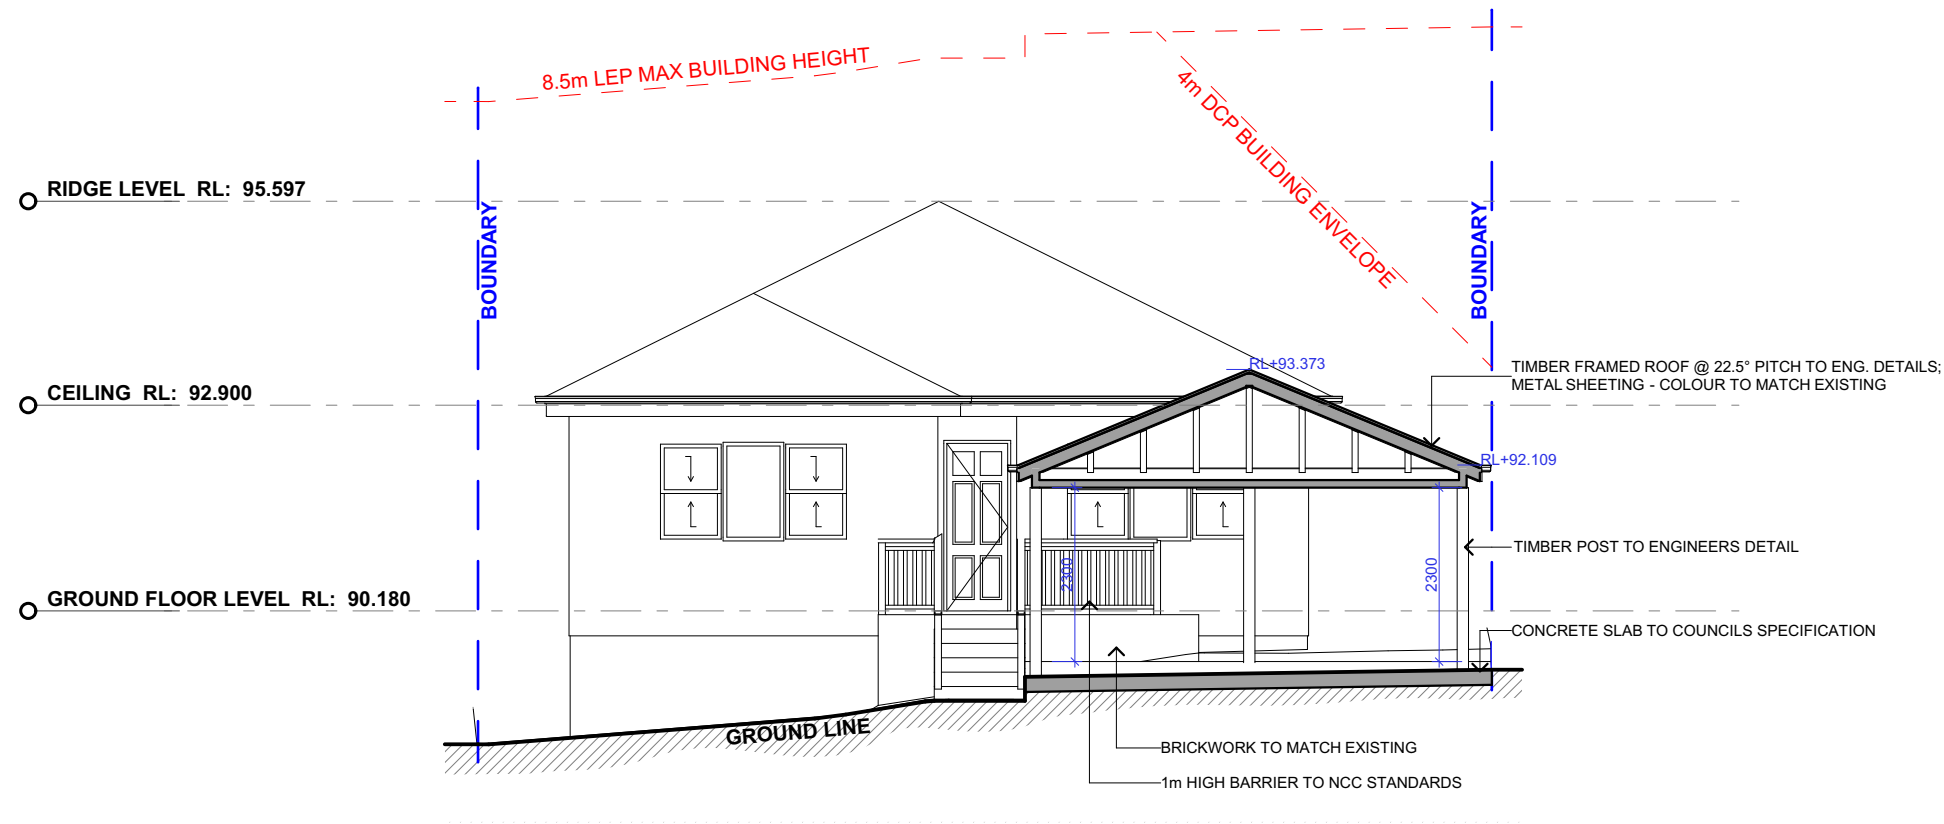 8.5m LEP MAX BUILDING HEIGHT
4m DCP BUILDING ENVELOPE
RIDGE LEVEL RL: 95.597
BOUNDARY
BOUNDARY
RL+93.373
TIMBER FRAMED ROOF @ 22.5° PITCH TO ENG. DETAILS;
METAL SHEETING - COLOUR TO MATCH EXISTING
CEILING RL: 92.900
RL+92.109
TIMBER POST TO ENGINEERS DETAIL
2300
2300
GROUND FLOOR LEVEL RL: 90.180
CONCRETE SLAB TO COUNCILS SPECIFICATION
GROUND LINE
BRICKWORK TO MATCH EXISTING
1m HIGH BARRIER TO NCC STANDARDS